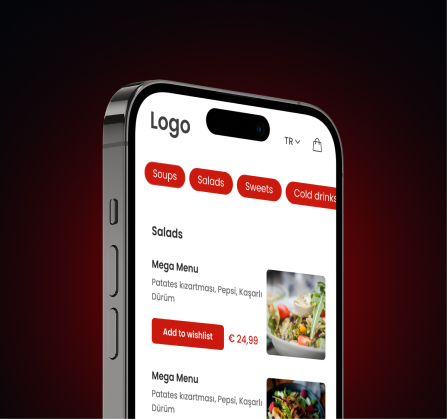 Logo
TR
Soups
Salads
Sweets
Cold drinks
Salads
Mega Menu
Patates kızartması, Pepsi, Kaşarlı
Dürüm
Add to wishlist
€ 24,99
Mega Menu
Patates kızartması, Pepsi, Kaşarlı
Dürüm